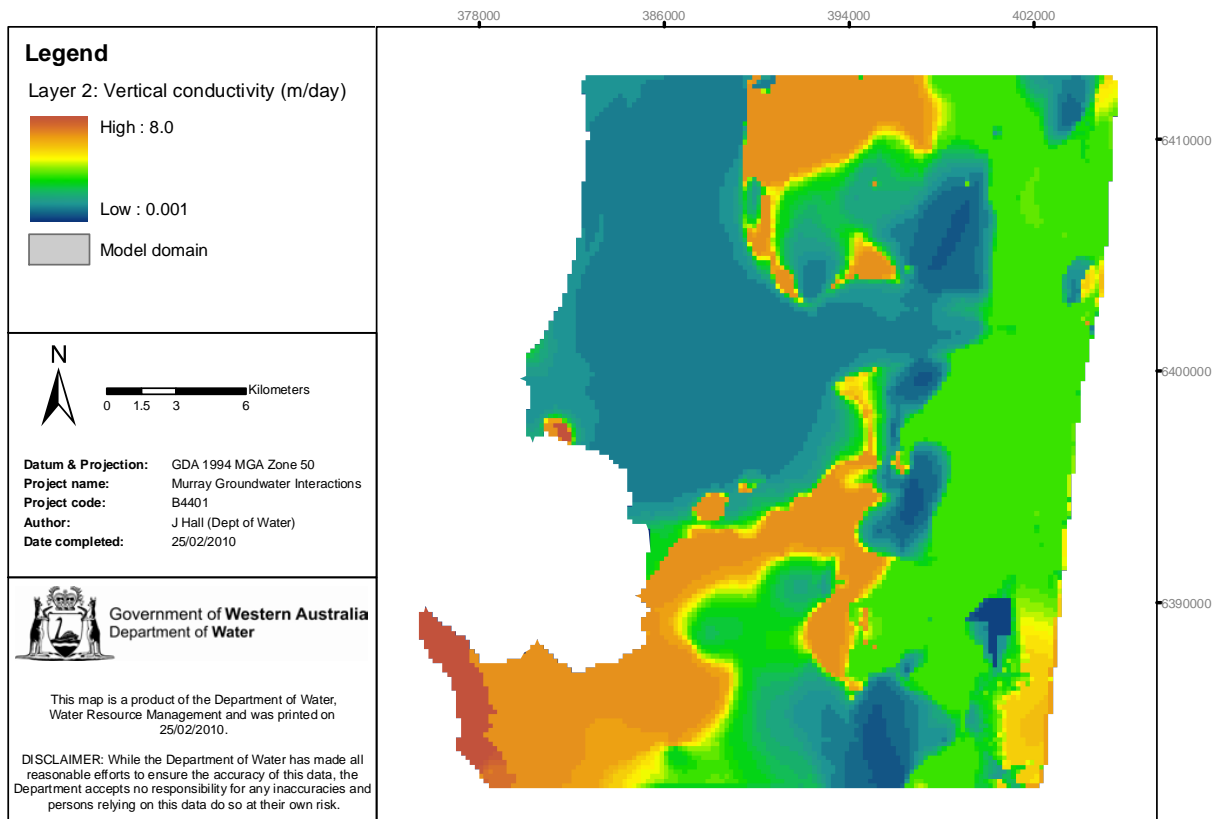 378000 386000 394000 402000
Legend
Layer 2: Vertical conductivity (m/day)
High : 8.0
Low : 0.001
Model domain
6410000
6400000
6390000
N
Kilometers
0 1.5 3 6
Datum & Projection: GDA 1994 MGA Zone 50
Project name: Murray Groundwater Interactions
Project code: B4401
Author: J Hall (Dept of Water)
Date completed: 25/02/2010
Government of Western Australia
Department of Water
This map is a product of the Department of Water,
Water Resource Management and was printed on
25/02/2010.
DISCLAIMER: While the Department of Water has made all
reasonable efforts to ensure the accuracy of this data, the
Department accepts no responsibility for any inaccuracies and
persons relying on this data do so at their own risk.